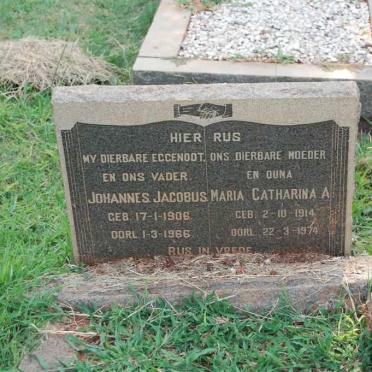 HIER RUS
MY DIERBARE EGGENOOT
EN ONS VADER
JOHANNES JACOBUS
GEB. 17-1-1906
OORL. 1-3-1966
ONS DIERBARE MOEDER
EN OUMA
MARIA CATHARINA A
GEB. 2-10-1914
OORL. 22-3-1974
RUS IN VREDE